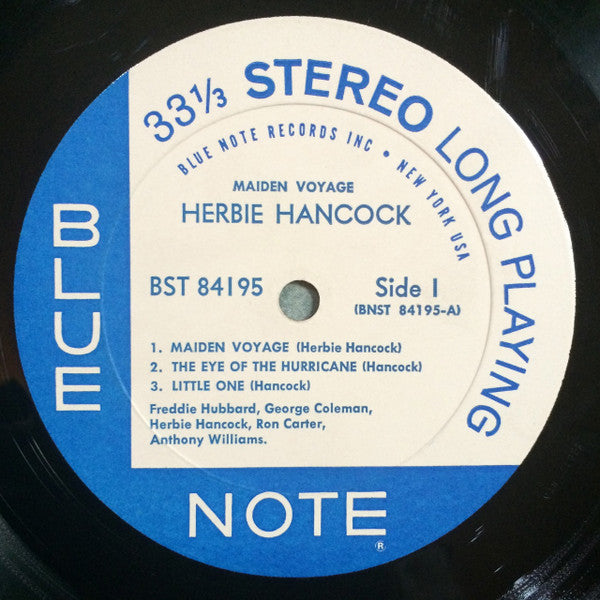 33⅓ STEREO LONG PLAYING
BLUE NOTE RECORDS INC • NEW YORK USA
MAIDEN VOYAGE
HERBIE HANCOCK
BST 84195
Side 1
(BNST 84195-A)
1. MAIDEN VOYAGE (Herbie Hancock)
2. THE EYE OF THE HURRICANE (Hancock)
3. LITTLE ONE (Hancock)
Freddie Hubbard, George Coleman,
Herbie Hancock, Ron Carter,
Anthony Williams.
BLUE
NOTE
®